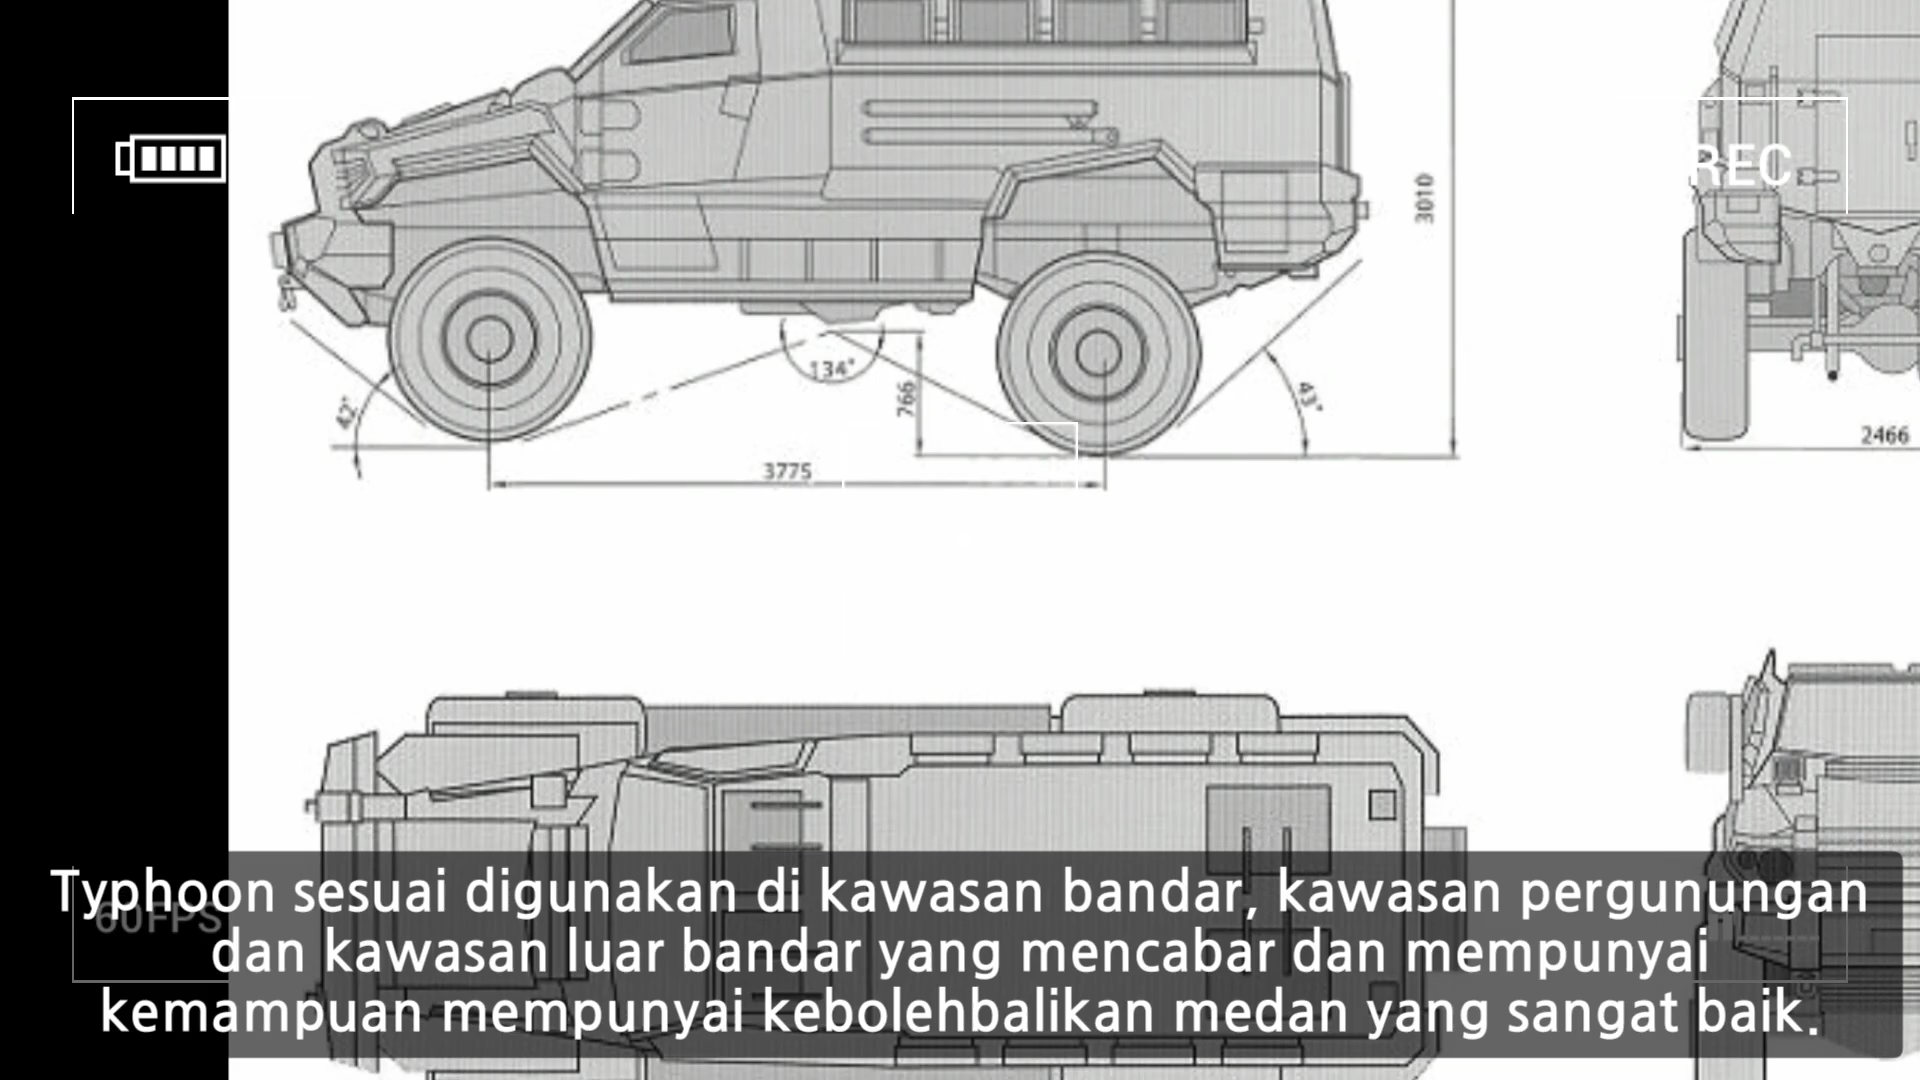 REC
3010
134°
42°
766
43°
3775
2466
60FPS
Typhoon sesuai digunakan di kawasan bandar, kawasan pergunungan
dan kawasan luar bandar yang mencabar dan mempunyai
kemampuan mempunyai kebolehbalikan medan yang sangat baik.